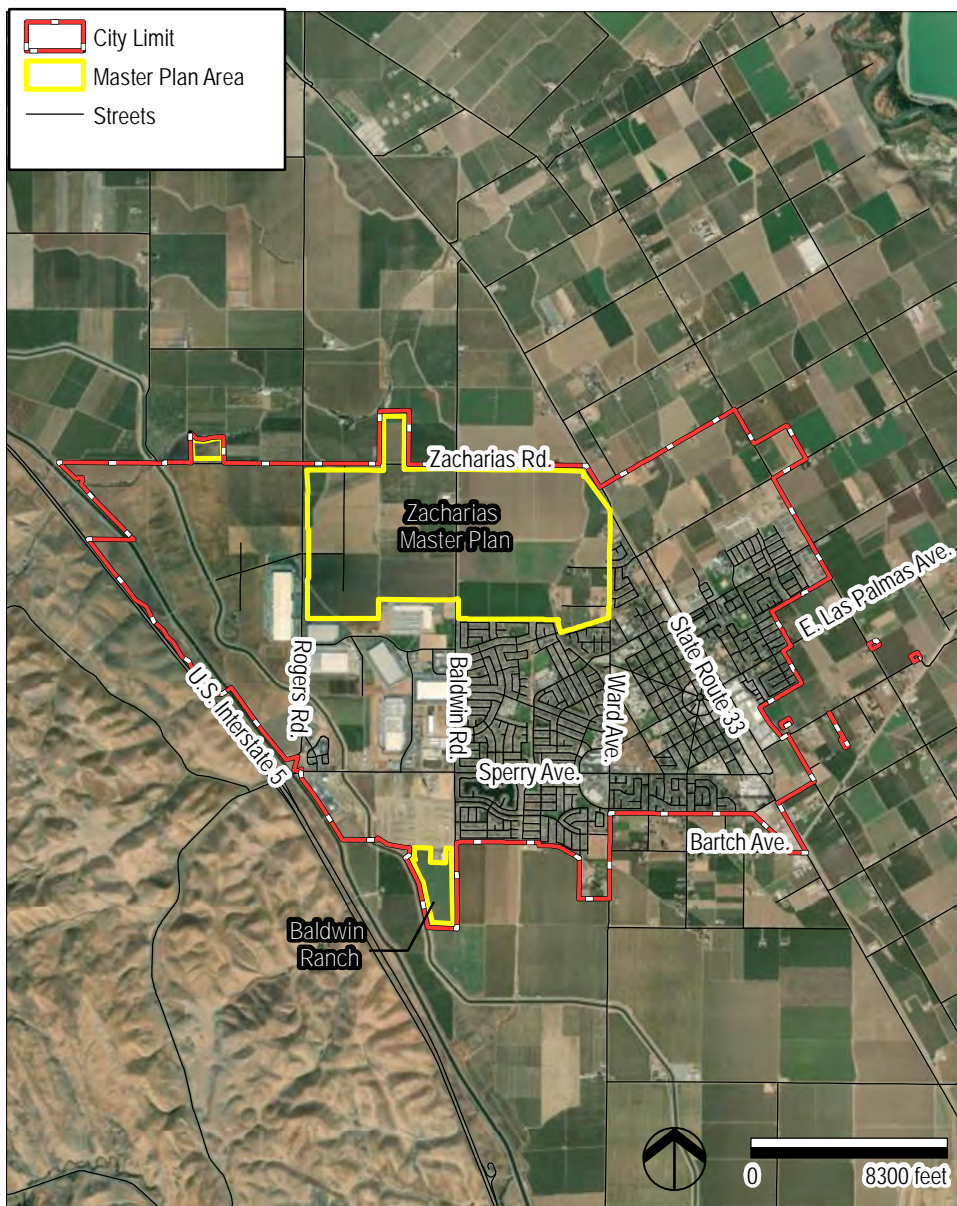 City Limit
Master Plan Area
Streets
Zacharias Rd.
Zacharias
Master Plan
E. Las Palmas Ave.
State Route 33
Rogers Rd.
Baldwin Rd.
Ward Ave.
U.S. Interstate 5
Sperry Ave.
Bartch Ave.
Baldwin
Ranch
0
8300 feet